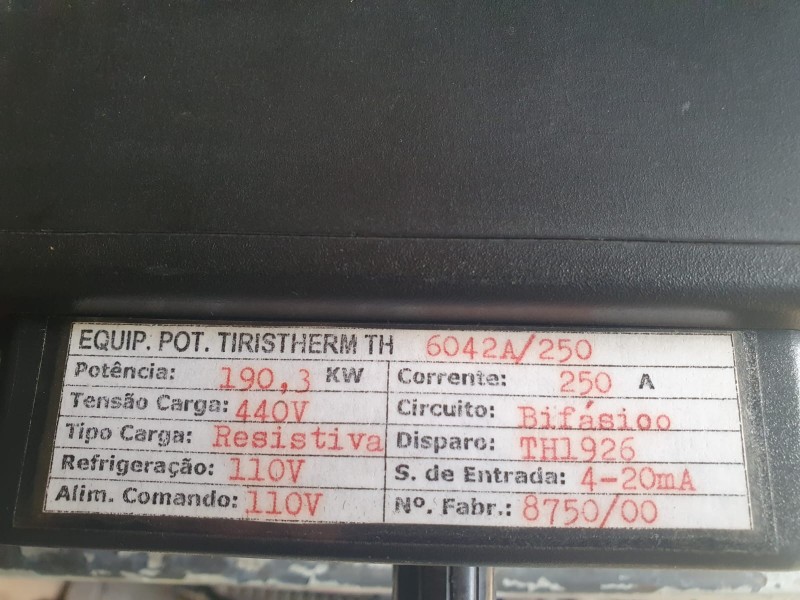 EQUIP. POT. TIRISTHERM TH 6042A/250
Potência: 190,3 KW Corrente: 250 A
Tensão Carga: 440V Circuito: Bifásico
Tipo Carga: Resistiva Disparo: TH1926
Refrigeração: 110V S. de Entrada: 4-20mA
Alim. Comando: 110V Nº. Fabr.: 8750/00